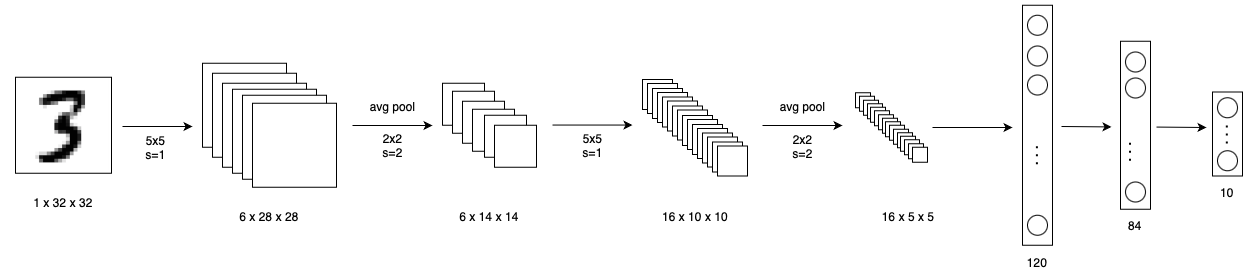 3
1 x 32 x 32
5x5
s=1
6 x 28 x 28
avg pool
2x2
s=2
6 x 14 x 14
5x5
s=1
16 x 10 x 10
avg pool
2x2
s=2
16 x 5 x 5
120
84
10